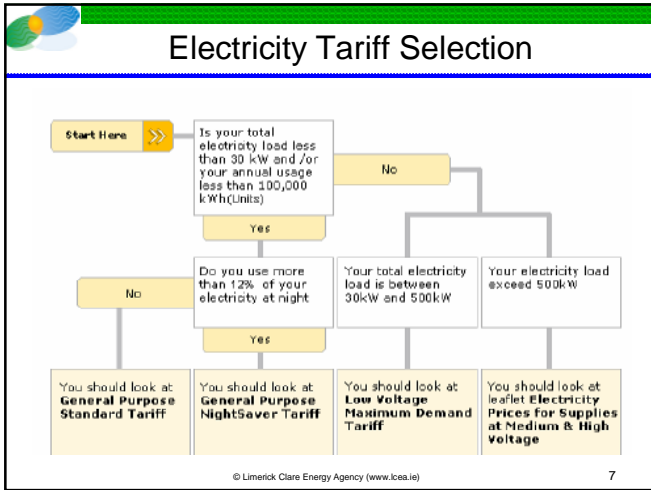 Electricity Tariff Selection
Start Here
Is your total
electricity load less
than 30 kW and /or
your annual usage
less than 100,000
kWh(Units)
No
Yes
No
Do you use more
than 12% of your
electricity at night
Your total electricity
load is between
30kW and 500kW
Your electricity load
exceed 500kW
Yes
You should look at
General Purpose
Standard Tariff
You should look at
General Purpose
NightSaver Tariff
You should look at
Low Voltage
Maximum Demand
Tariff
You should look at
leaflet Electricity
Prices for Supplies
at Medium & High
Voltage
© Limerick Clare Energy Agency (www.lcea.ie)
7